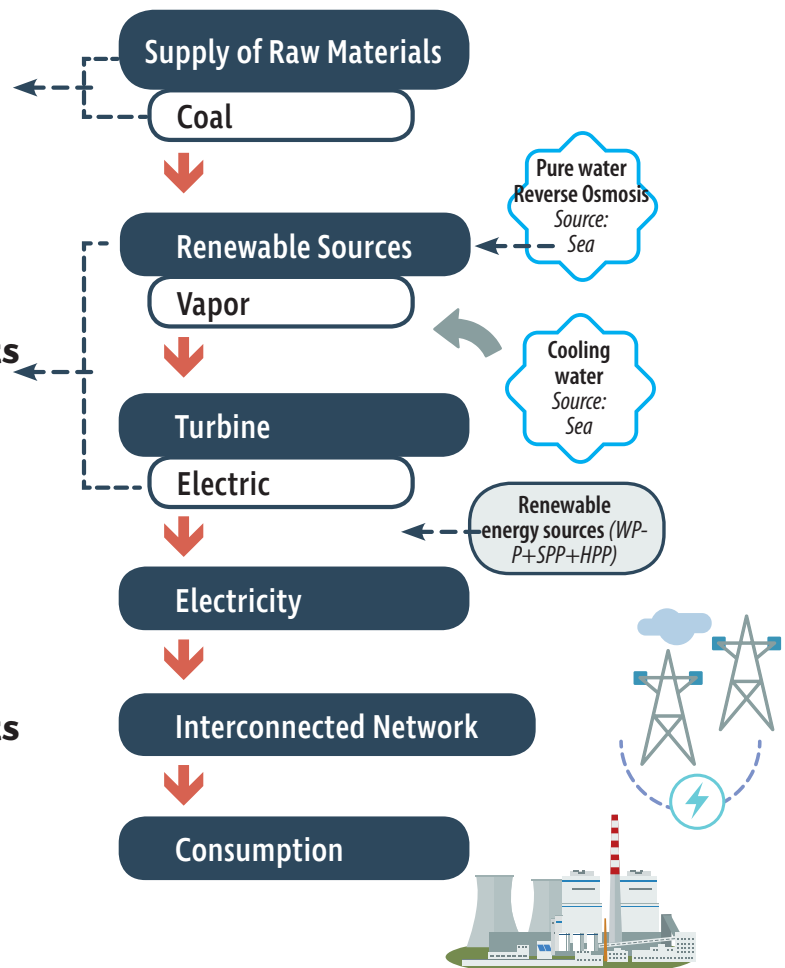 Supply of Raw Materials
Coal
Pure water
Reverse Osmosis
Source:
Sea
Renewable Sources
Vapor
Cooling
water
Source:
Sea
Turbine
Electric
Renewable
energy sources (WP-
P+SPP+HPP)
Electricity
Interconnected Network
Consumption